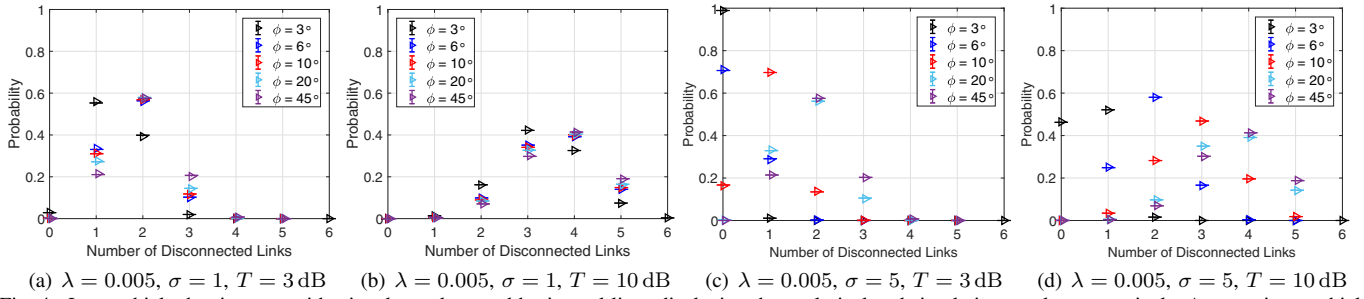 1
0.8
0.6
0.4
0.2
0
Probability
0 1 2 3 4 5 6
Number of Disconnected Links
ϕ = 3°
ϕ = 6°
ϕ = 10°
ϕ = 20°
ϕ = 45°
(a) λ = 0.005, σ = 1, T = 3 dB
1
0.8
0.6
0.4
0.2
0
Probability
0 1 2 3 4 5 6
Number of Disconnected Links
ϕ = 3°
ϕ = 6°
ϕ = 10°
ϕ = 20°
ϕ = 45°
(b) λ = 0.005, σ = 1, T = 10 dB
1
0.8
0.6
0.4
0.2
0
Probability
0 1 2 3 4 5 6
Number of Disconnected Links
ϕ = 3°
ϕ = 6°
ϕ = 10°
ϕ = 20°
ϕ = 45°
(c) λ = 0.005, σ = 5, T = 3 dB
1
0.8
0.6
0.4
0.2
0
Probability
0 1 2 3 4 5 6
Number of Disconnected Links
ϕ = 3°
ϕ = 6°
ϕ = 10°
ϕ = 20°
ϕ = 45°
(d) λ = 0.005, σ = 5, T = 10 dB